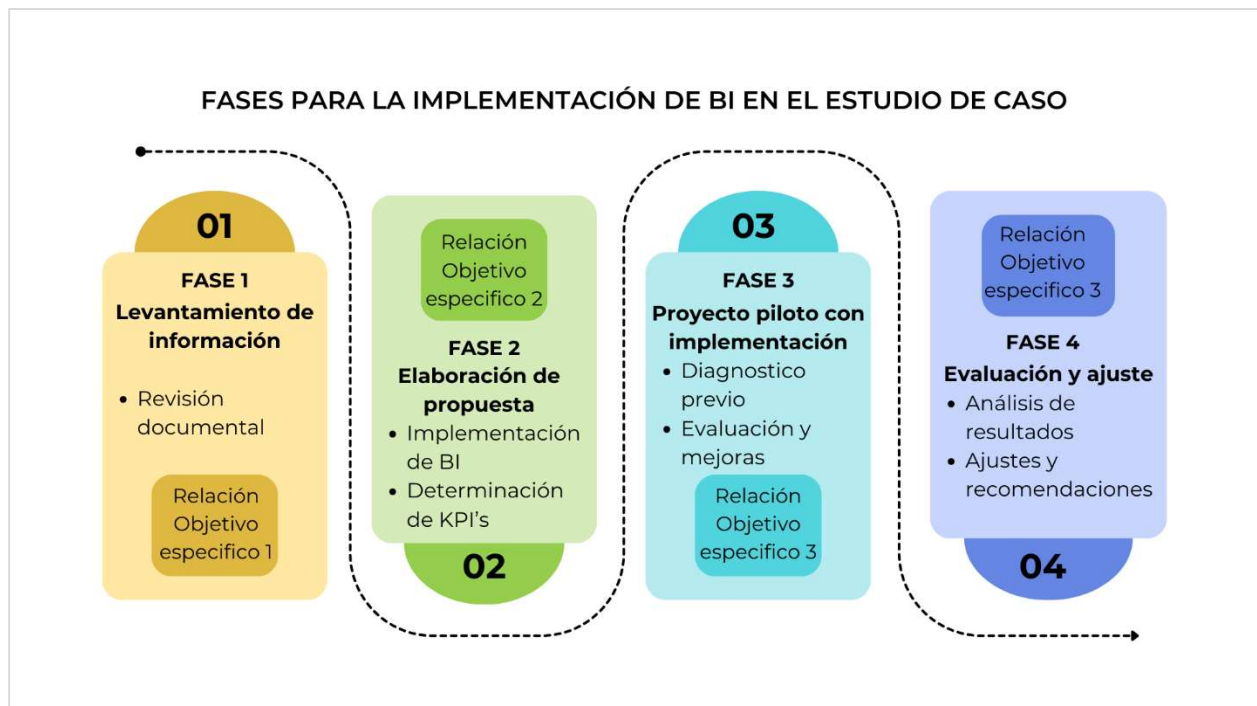 FASES PARA LA IMPLEMENTACIÓN DE BI EN EL ESTUDIO DE CASO
01
FASE 1
Levantamiento de
información
• Revisión
documental
Relación
Objetivo
especifico 1
Relación
Objetivo
especifico 2
FASE 2
Elaboración de
propuesta
• Implementación
de BI
• Determinación
de KPI's
02
03
FASE 3
Proyecto piloto con
implementación
• Diagnostico
previo
• Evaluación y
mejoras
Relación
Objetivo
especifico 3
Relación
Objetivo
especifico 3
FASE 4
Evaluación y ajuste
• Análisis de
resultados
• Ajustes y
recomendaciones
04